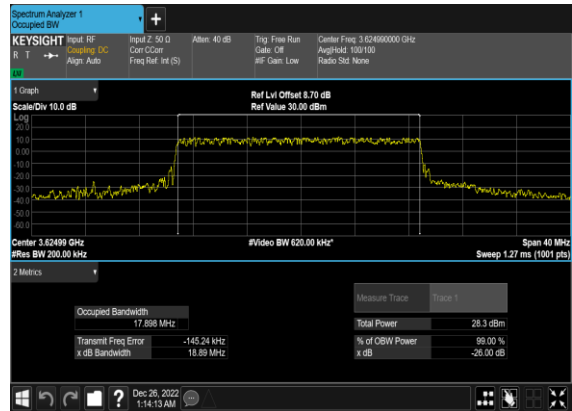 Spectrum Analyzer 1
Occupied BW
+
KEYSIGHT
R T
Input: RF
Coupling: DC
Align: Auto
Input Z: 50 Ω
Corr CCorr
Freq Ref: Int (S)
Atten: 40 dB
Trig: Free Run
Gate: Off
#IF Gain: Low
Center Freq: 3.624990000 GHz
Avg|Hold: 100/100
Radio Std: None
1 Graph
Scale/Div 10.0 dB
Ref Lvl Offset 8.70 dB
Ref Value 30.00 dBm
Log
20.0
10.0
0.00
-10.0
-20.0
-30.0
-40.0
-50.0
-60.0
Center 3.62499 GHz
#Res BW 200.00 kHz
#Video BW 620.00 kHz*
Span 40 MHz
Sweep 1.27 ms (1001 pts)
2 Metrics
Measure Trace
Trace 1
Occupied Bandwidth
17.898 MHz
Total Power
28.3 dBm
Transmit Freq Error
-145.24 kHz
% of OBW Power
99.00 %
x dB Bandwidth
18.89 MHz
x dB
-26.00 dB
?
Dec 26, 2022
1:14:13 AM